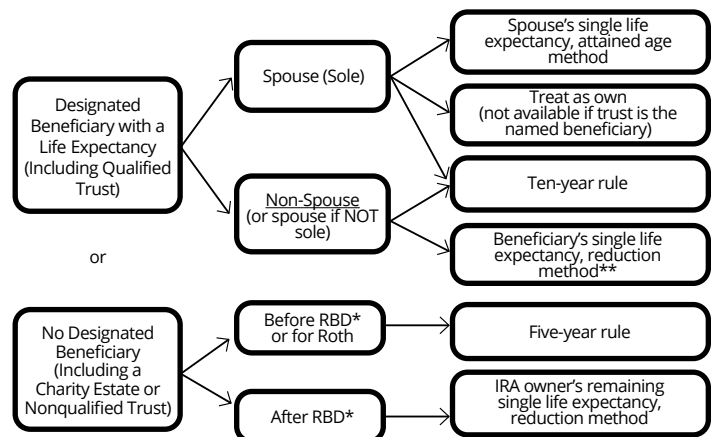 Designated
Beneficiary with a
Life Expectancy
(Including Qualified
Trust)
Spouse (Sole)
Spouse's single life
expectancy, attained age
method
Treat as own
(not available if trust is the
named beneficiary)
Non-Spouse
(or spouse if NOT
sole)
Ten-year rule
Beneficiary's single life
expectancy, reduction
method**
or
No Designated
Beneficiary
(Including a
Charity Estate or
Nonqualified Trust)
Before RBD*
or for Roth
Five-year rule
After RBD*
IRA owner's remaining
single life expectancy,
reduction method